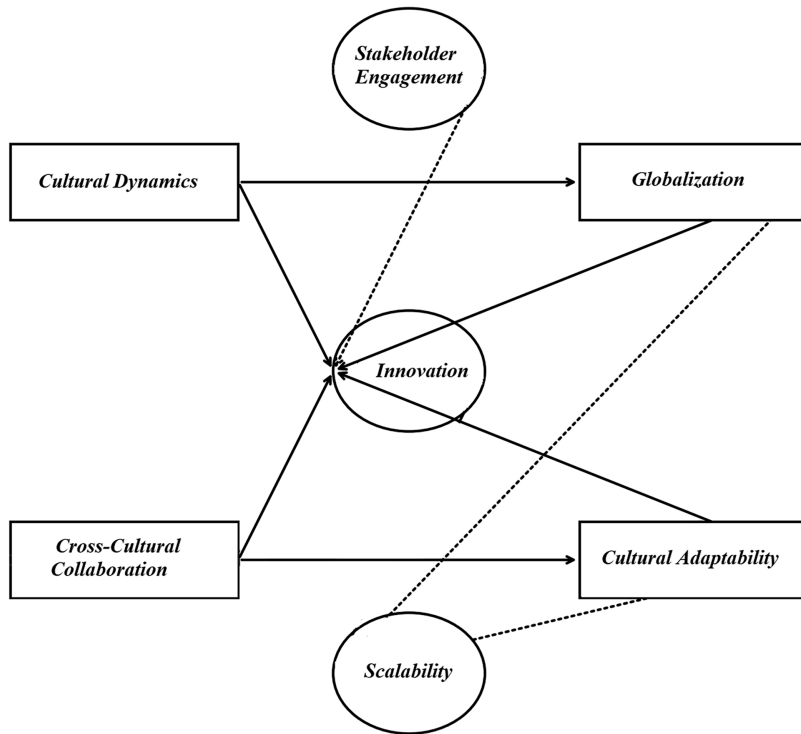 Stakeholder
Engagement
Cultural Dynamics
Globalization
Innovation
Cross-Cultural
Collaboration
Cultural Adaptability
Scalability